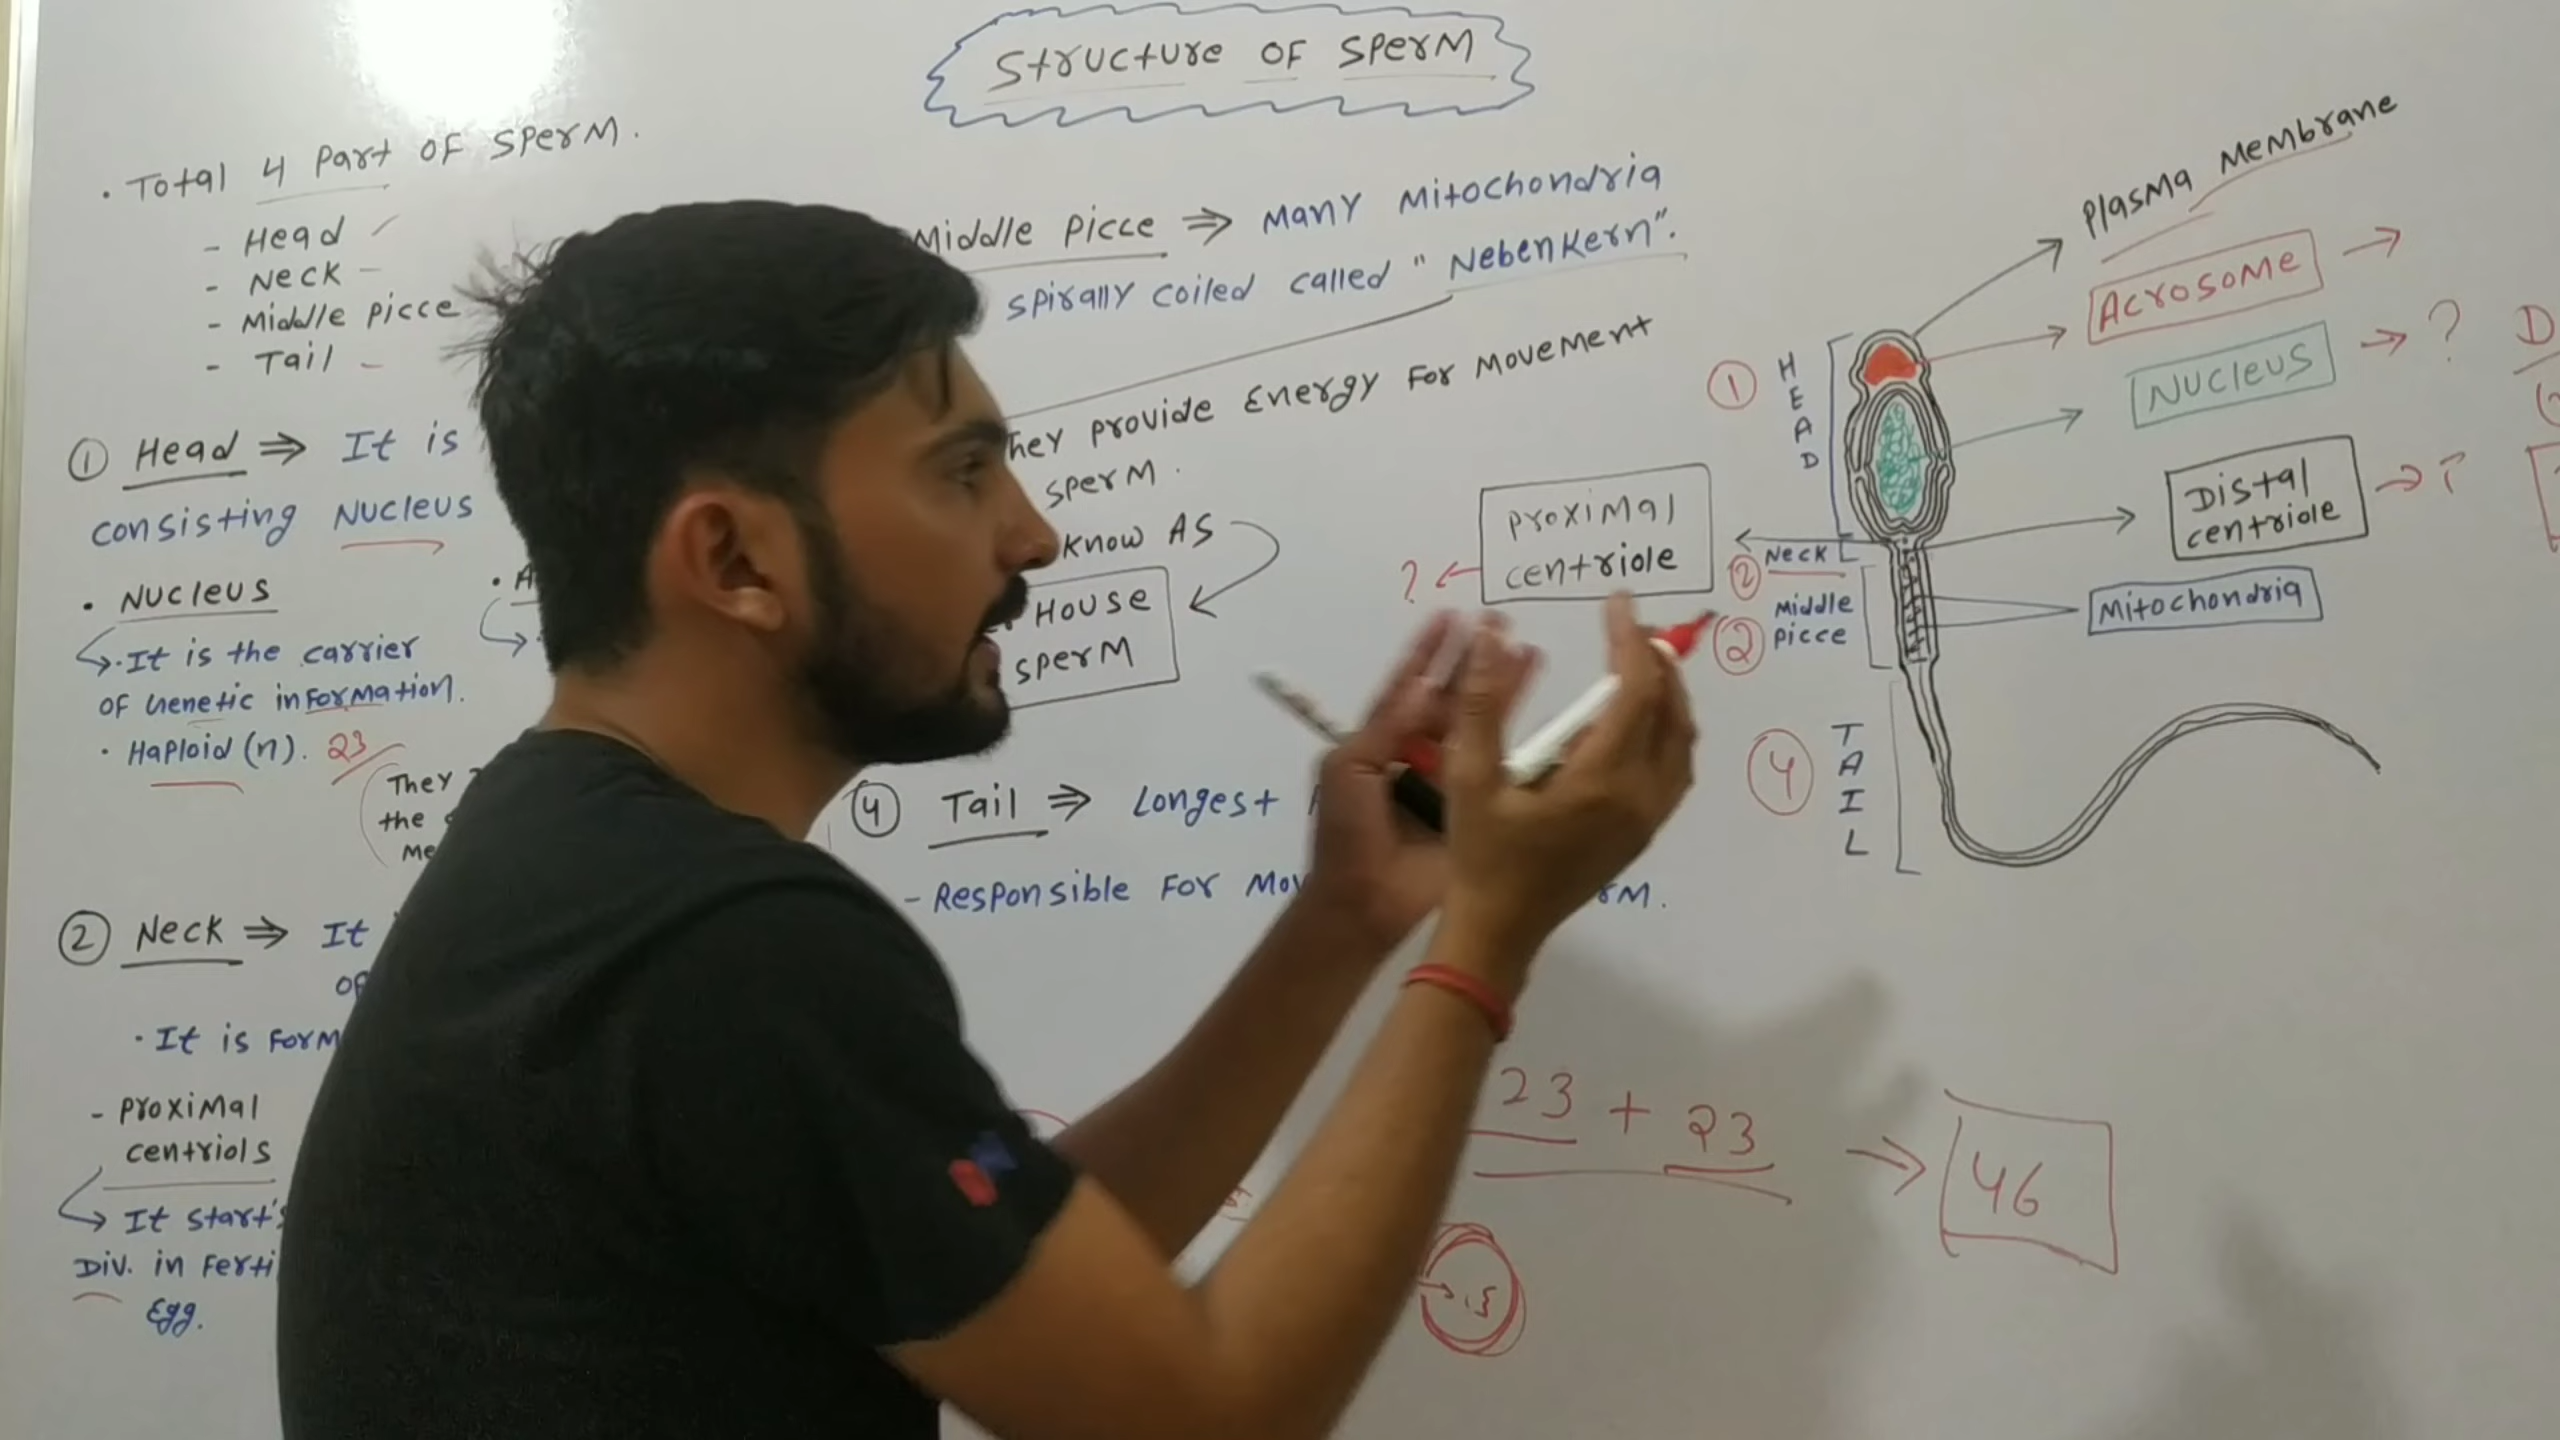 Structure OF SperM
• Total 4 Part OF SperM.
- Head
- Neck
- Middle Picce
- Tail
① Head ⇒ It is
consisting Nucleus
• Nucleus
It is the carrier
OF Genetic inForMation.
• Haploid (n). 23
They
the
② Neck ⇒ It
OF
• It is ForM
- ProxiMal
centriols
It start's
Div. in Ferti
Egg.
Middle Picce ⇒ Many Mitochondria
spirally coiled called "NebenKern".
They provide Energy For Movement
sperM.
know AS
House
sperM
④ Tail ⇒ Longest
- Responsible For Mov
23 + 23 ⇒ 46
Plasma MeMbrane
AcrosoMe →
Nucleus → ?
D
Distal
centriole → ?
Mitochondria
ProxiMal
centriole
?
① HEAD
② Neck
② Middle
Picce
④ TAIL